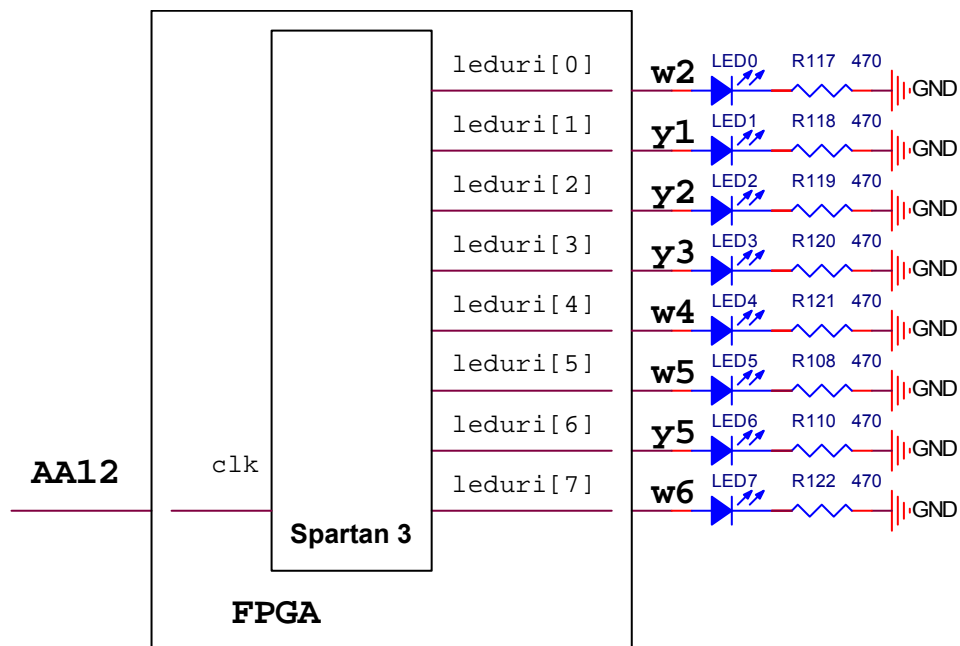 leduri[0] w2 LED0 R117 470 GND
leduri[1] y1 LED1 R118 470 GND
leduri[2] y2 LED2 R119 470 GND
leduri[3] y3 LED3 R120 470 GND
leduri[4] w4 LED4 R121 470 GND
leduri[5] w5 LED5 R108 470 GND
leduri[6] y5 LED6 R110 470 GND
AA12 clk leduri[7] w6 LED7 R122 470 GND
Spartan 3
FPGA